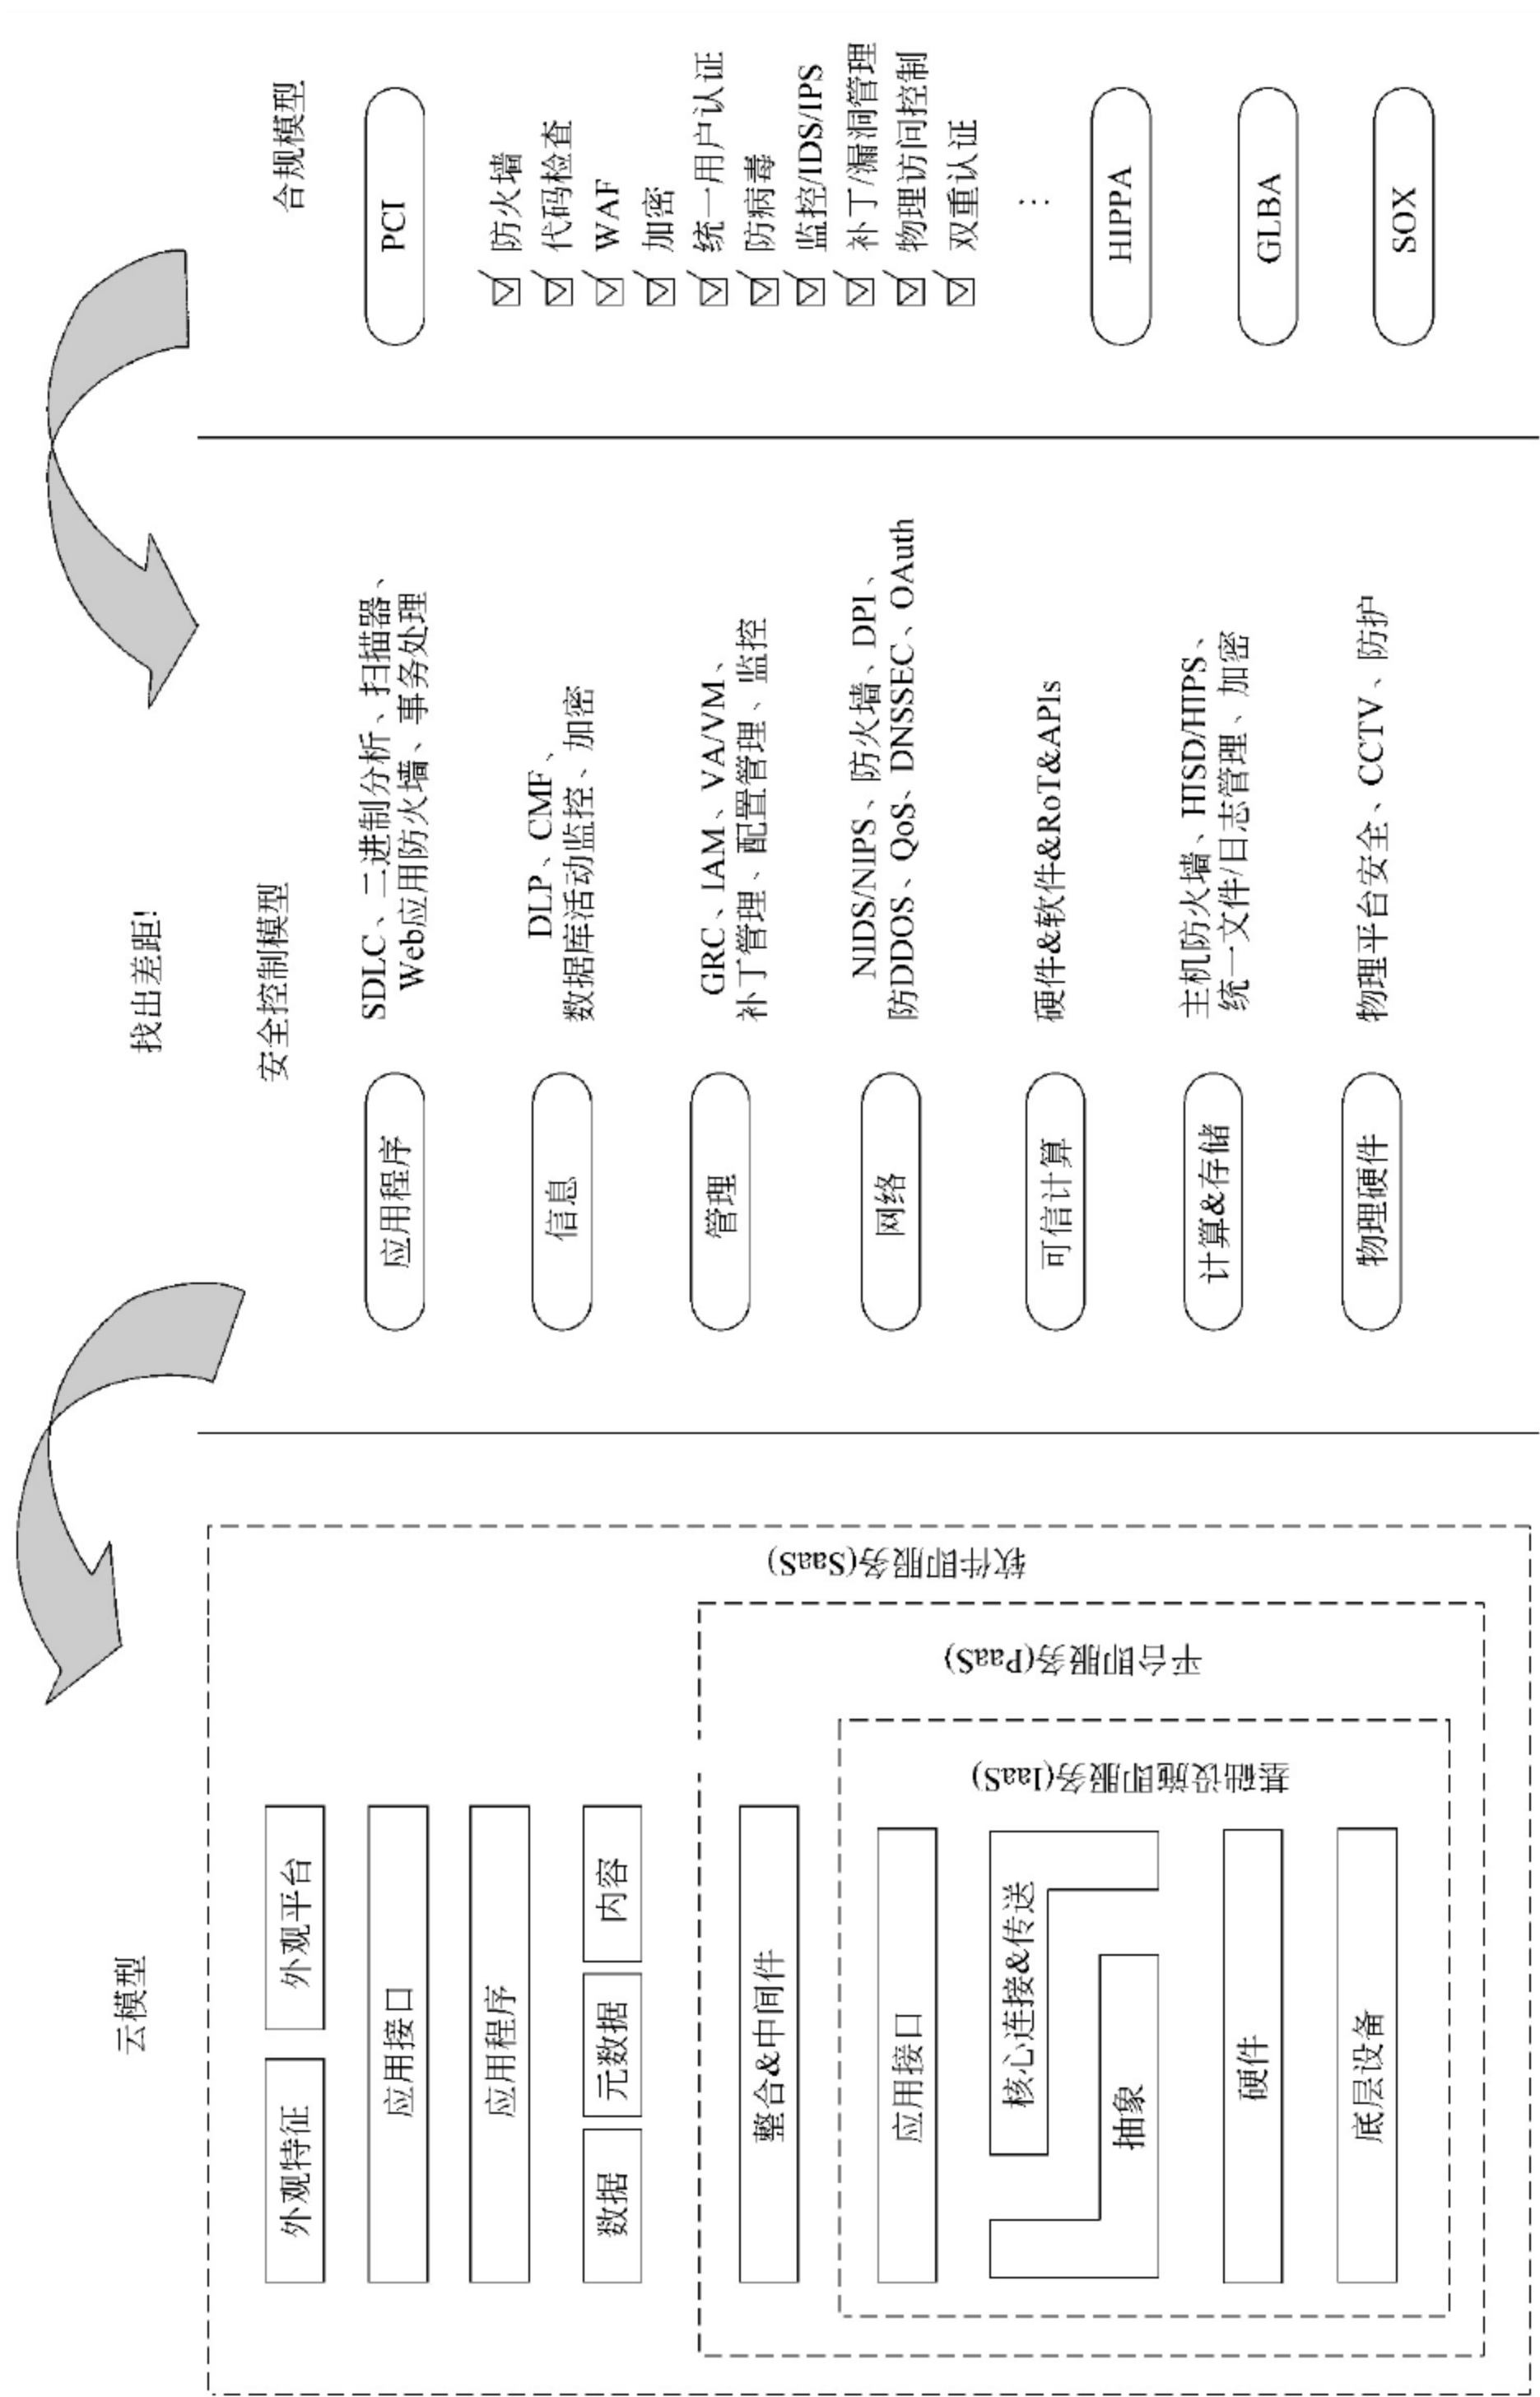 找出差距!
云模型
外观特征
外观平台
应用接口
应用程序
数据
元数据
内容
整合&中间件
应用接口
核心连接&传送
抽象
硬件
底层设备
基础设施即服务(IaaS)
平台即服务(PaaS)
软件即服务(SaaS)
安全控制模型
应用程序
SDLC、二进制分析、扫描器、
Web应用防火墙、事务处理
信息
DLP、CMF、
数据库活动监控、加密
管理
GRC、IAM、VA/VM、
补丁管理、配置管理、监控
网络
NIDS/NIPS、防火墙、DPI、
防DDOS、QoS、DNSSEC、OAuth
可信计算
硬件&软件&RoT&APIs
计算&存储
主机防火墙、HISD/HIPS、
统一文件/日志管理、加密
物理硬件
物理平台安全、CCTV、防护
合规模型
PCI
防火墙
代码检查
WAF
加密
统一用户认证
防病毒
监控/IDS/IPS
补丁/漏洞管理
物理访问控制
双重认证
…
HIPPA
GLBA
SOX